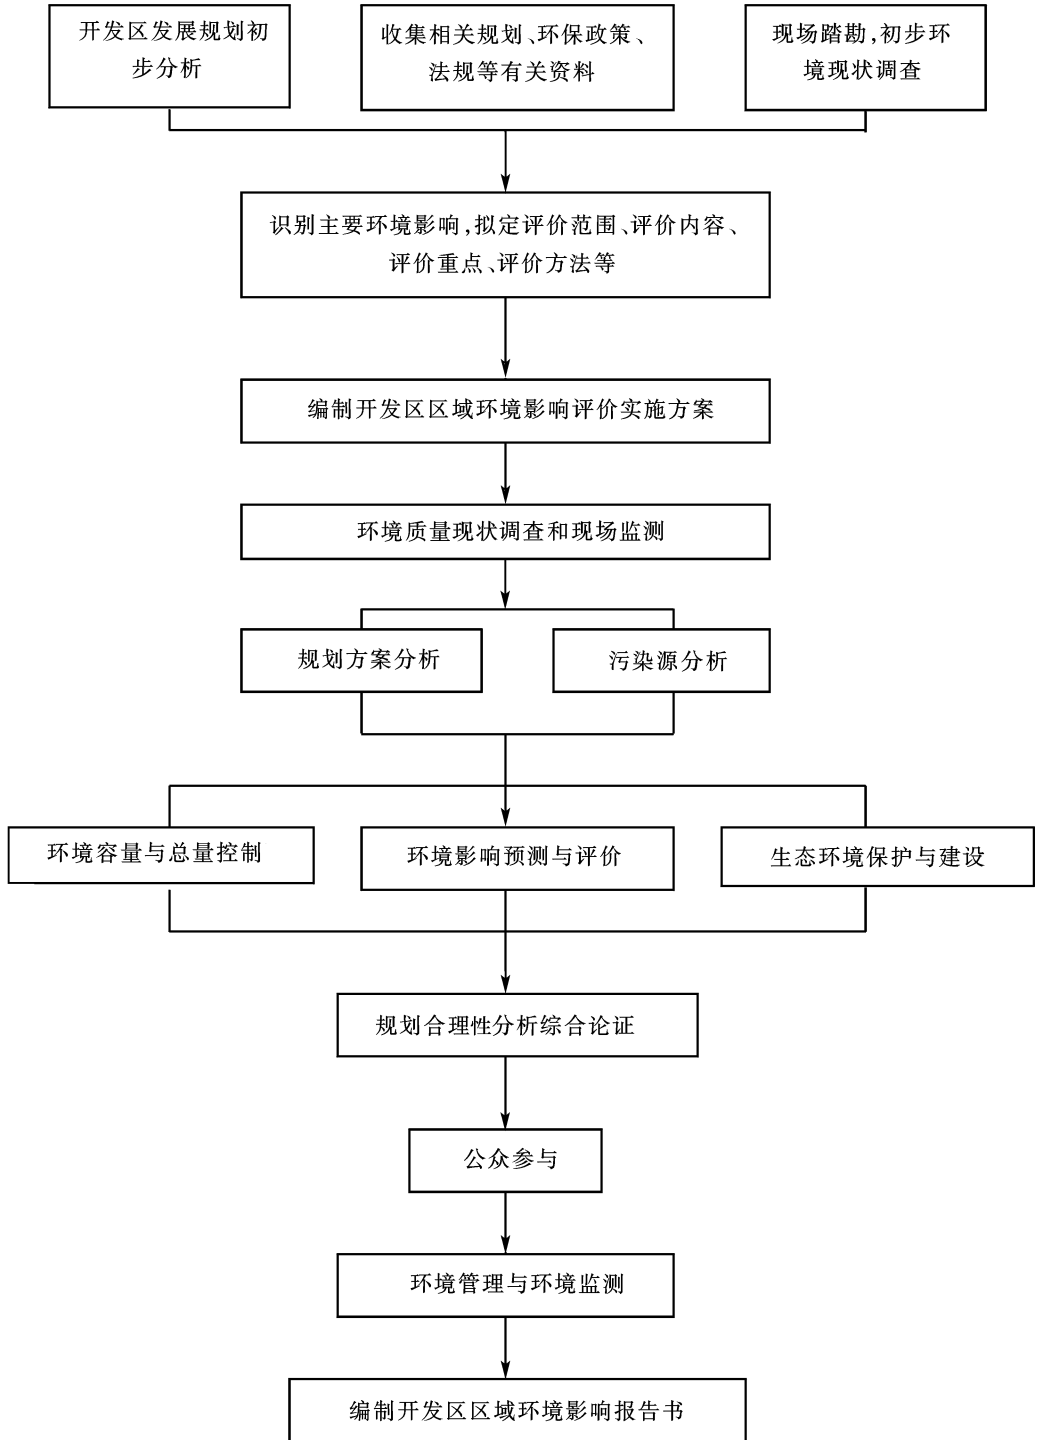 开发区发展规划初
步分析
收集相关规划、环保政策、
法规等有关资料
现场踏勘,初步环
境现状调查
识别主要环境影响,拟定评价范围、评价内容、
评价重点、评价方法等
编制开发区区域环境影响评价实施方案
环境质量现状调查和现场监测
规划方案分析
污染源分析
环境容量与总量控制
环境影响预测与评价
生态环境保护与建设
规划合理性分析综合论证
公众参与
环境管理与环境监测
编制开发区区域环境影响报告书